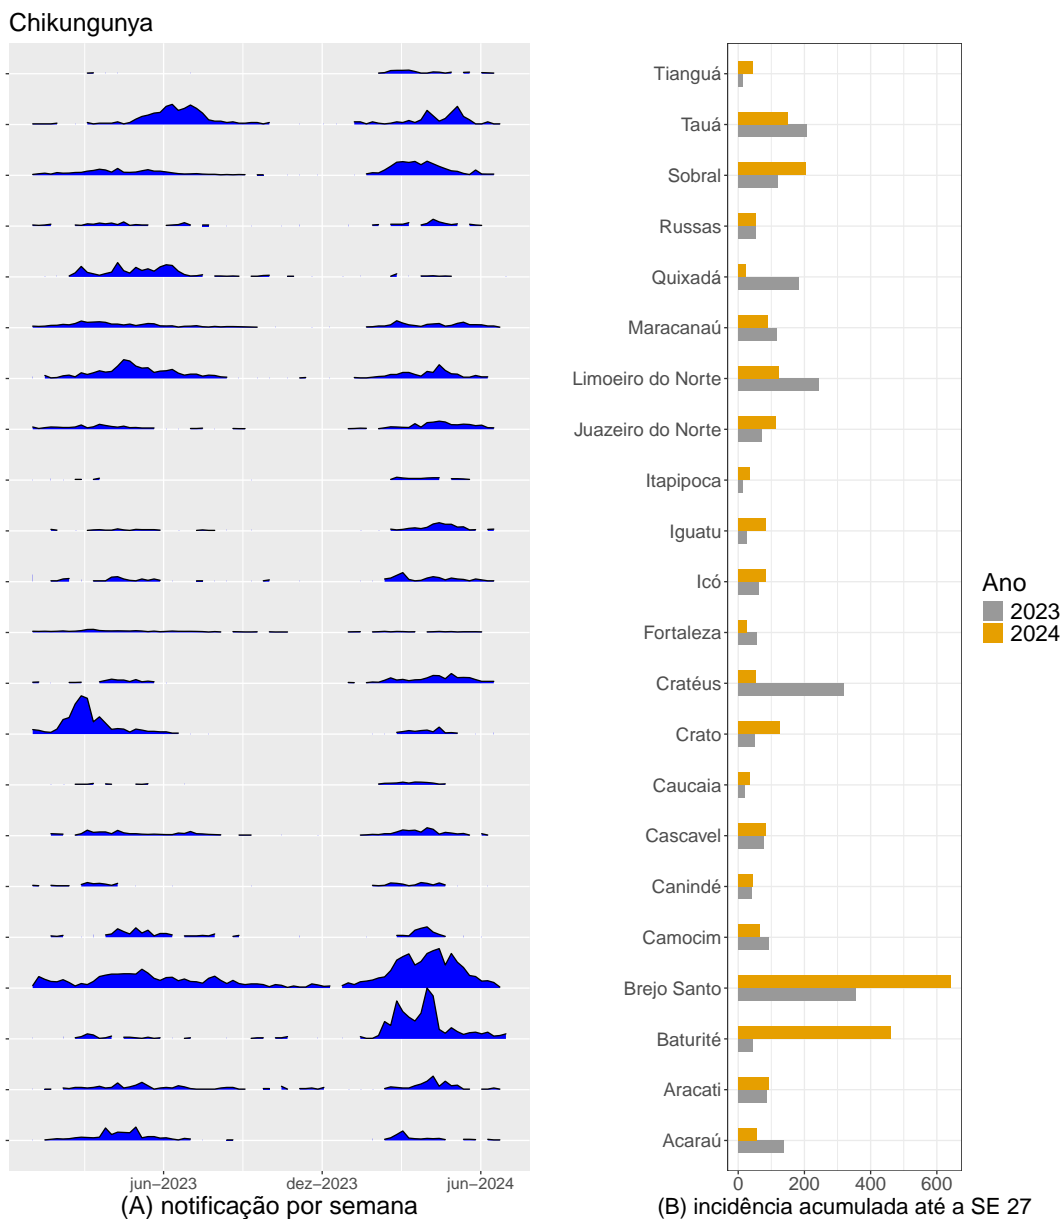 Chikungunya
Tianguá
Tauá
Sobral
Russas
Quixadá
Maracanaú
Limoeiro do Norte
Juazeiro do Norte
Itapipoca
Iguatu
Icó
Fortaleza
Cratéus
Crato
Caucaia
Cascavel
Canindé
Camocim
Brejo Santo
Baturité
Aracati
Acaraú
Ano
2023
2024
jun−2023 dez−2023 jun−2024
0 200 400 600
(A) notificação por semana
(B) incidência acumulada até a SE 27